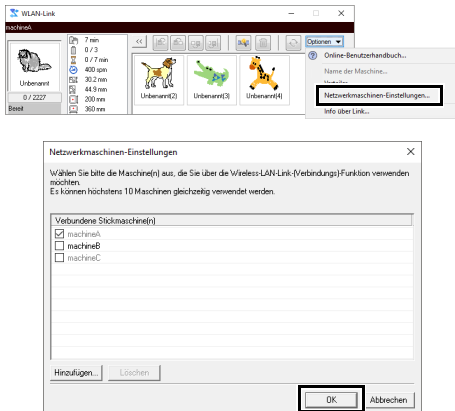 WLAN-Link
machineA
7 min
0 / 3
0 / 7 min
400 spm
30.2 mm
44.9 mm
200 mm
360 mm
Unbenannt
0 / 2227
Bereit
<<
Optionen
Unbenannt(2)
Unbenannt(3)
Unbenannt(4)
Online-Benutzerhandbuch...
Name der Maschine...
Netzwerkmaschinen-Einstellungen...
Info über Link...
Netzwerkmaschinen-Einstellungen
Wählen Sie bitte die Maschine(n) aus, die Sie über die Wireless-LAN-Link-(Verbindungs)-Funktion verwenden
möchten.
Es können höchstens 10 Maschinen gleichzeitig verwendet werden.
Verbundene Stickmaschine(n)
machineA
machineB
machineC
Hinzufügen...
Löschen
OK
Abbrechen